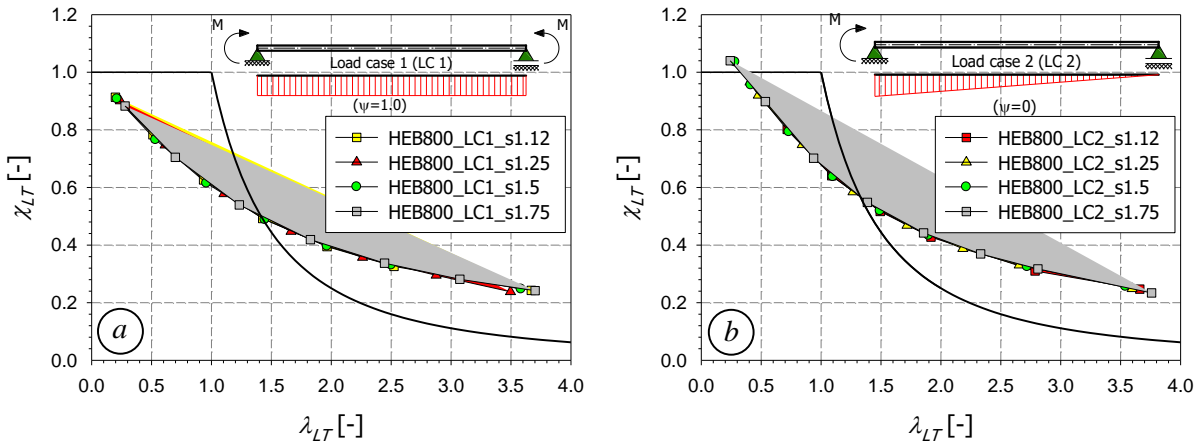 M
M
Load case 1 (LC 1)
(ψ=1.0)
HEB800_LC1_s1.12
HEB800_LC1_s1.25
HEB800_LC1_s1.5
HEB800_LC1_s1.75
1.4
1.2
1.0
0.8
0.6
0.4
0.2
0.0
χLT [-]
a
0.0 0.5 1.0 1.5 2.0 2.5 3.0 3.5 4.0
λLT [-]
M
Load case 2 (LC 2)
(ψ=0)
HEB800_LC2_s1.12
HEB800_LC2_s1.25
HEB800_LC2_s1.5
HEB800_LC2_s1.75
1.4
1.2
1.0
0.8
0.6
0.4
0.2
0.0
χLT [-]
b
0.0 0.5 1.0 1.5 2.0 2.5 3.0 3.5 4.0
λLT [-]